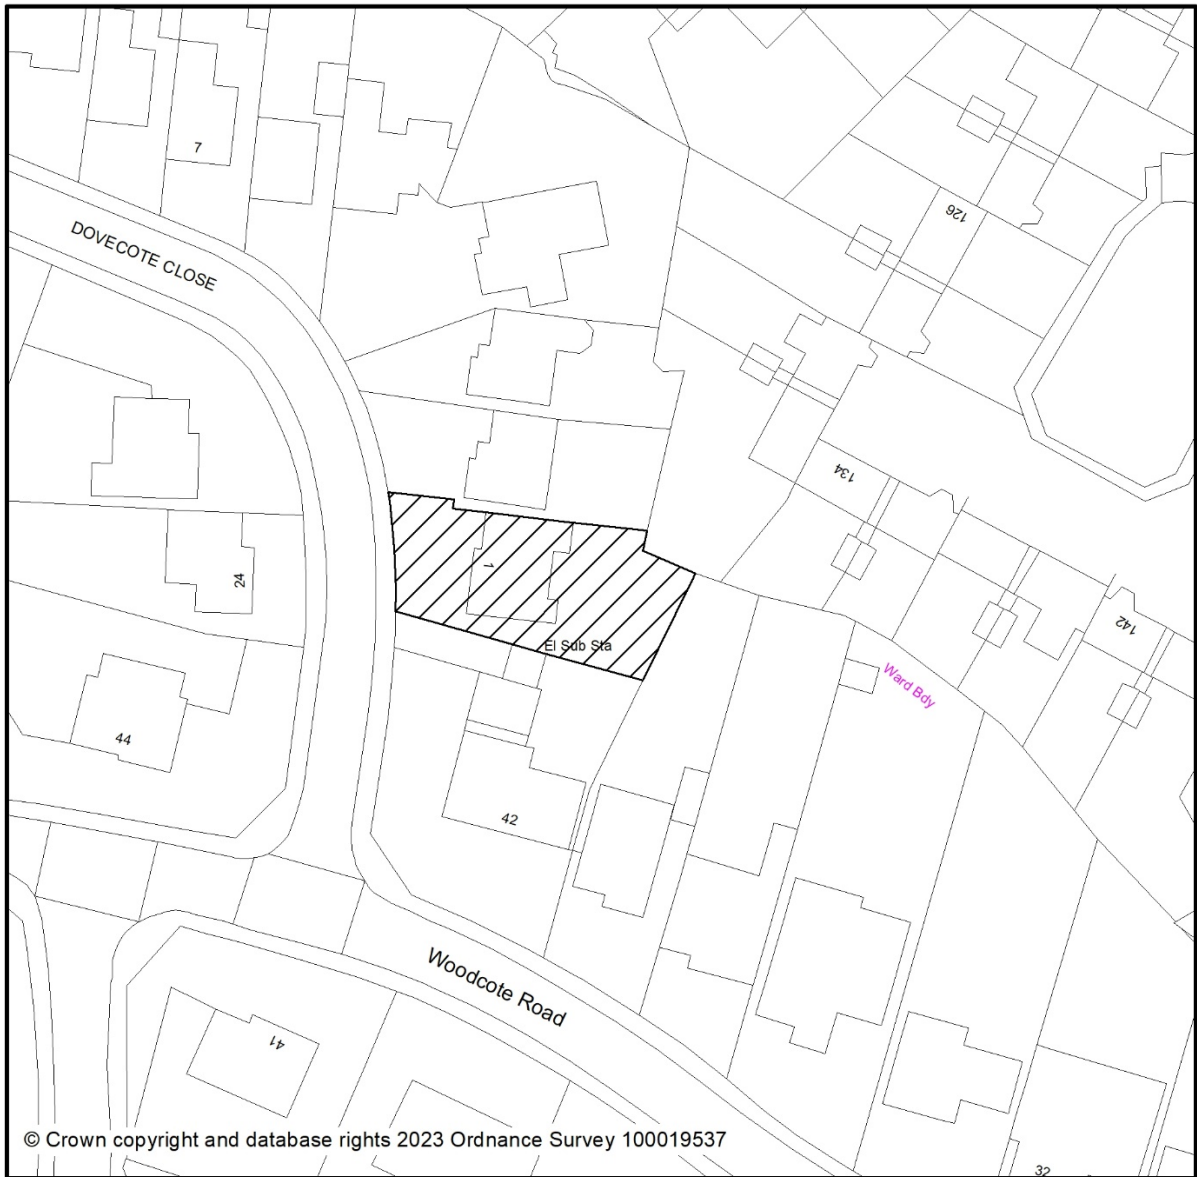 7
DOVECOTE CLOSE
126
134
1
24
El Sub Sta
142
Ward Bdy
44
42
Woodcote Road
41
© Crown copyright and database rights 2023 Ordnance Survey 100019537
32